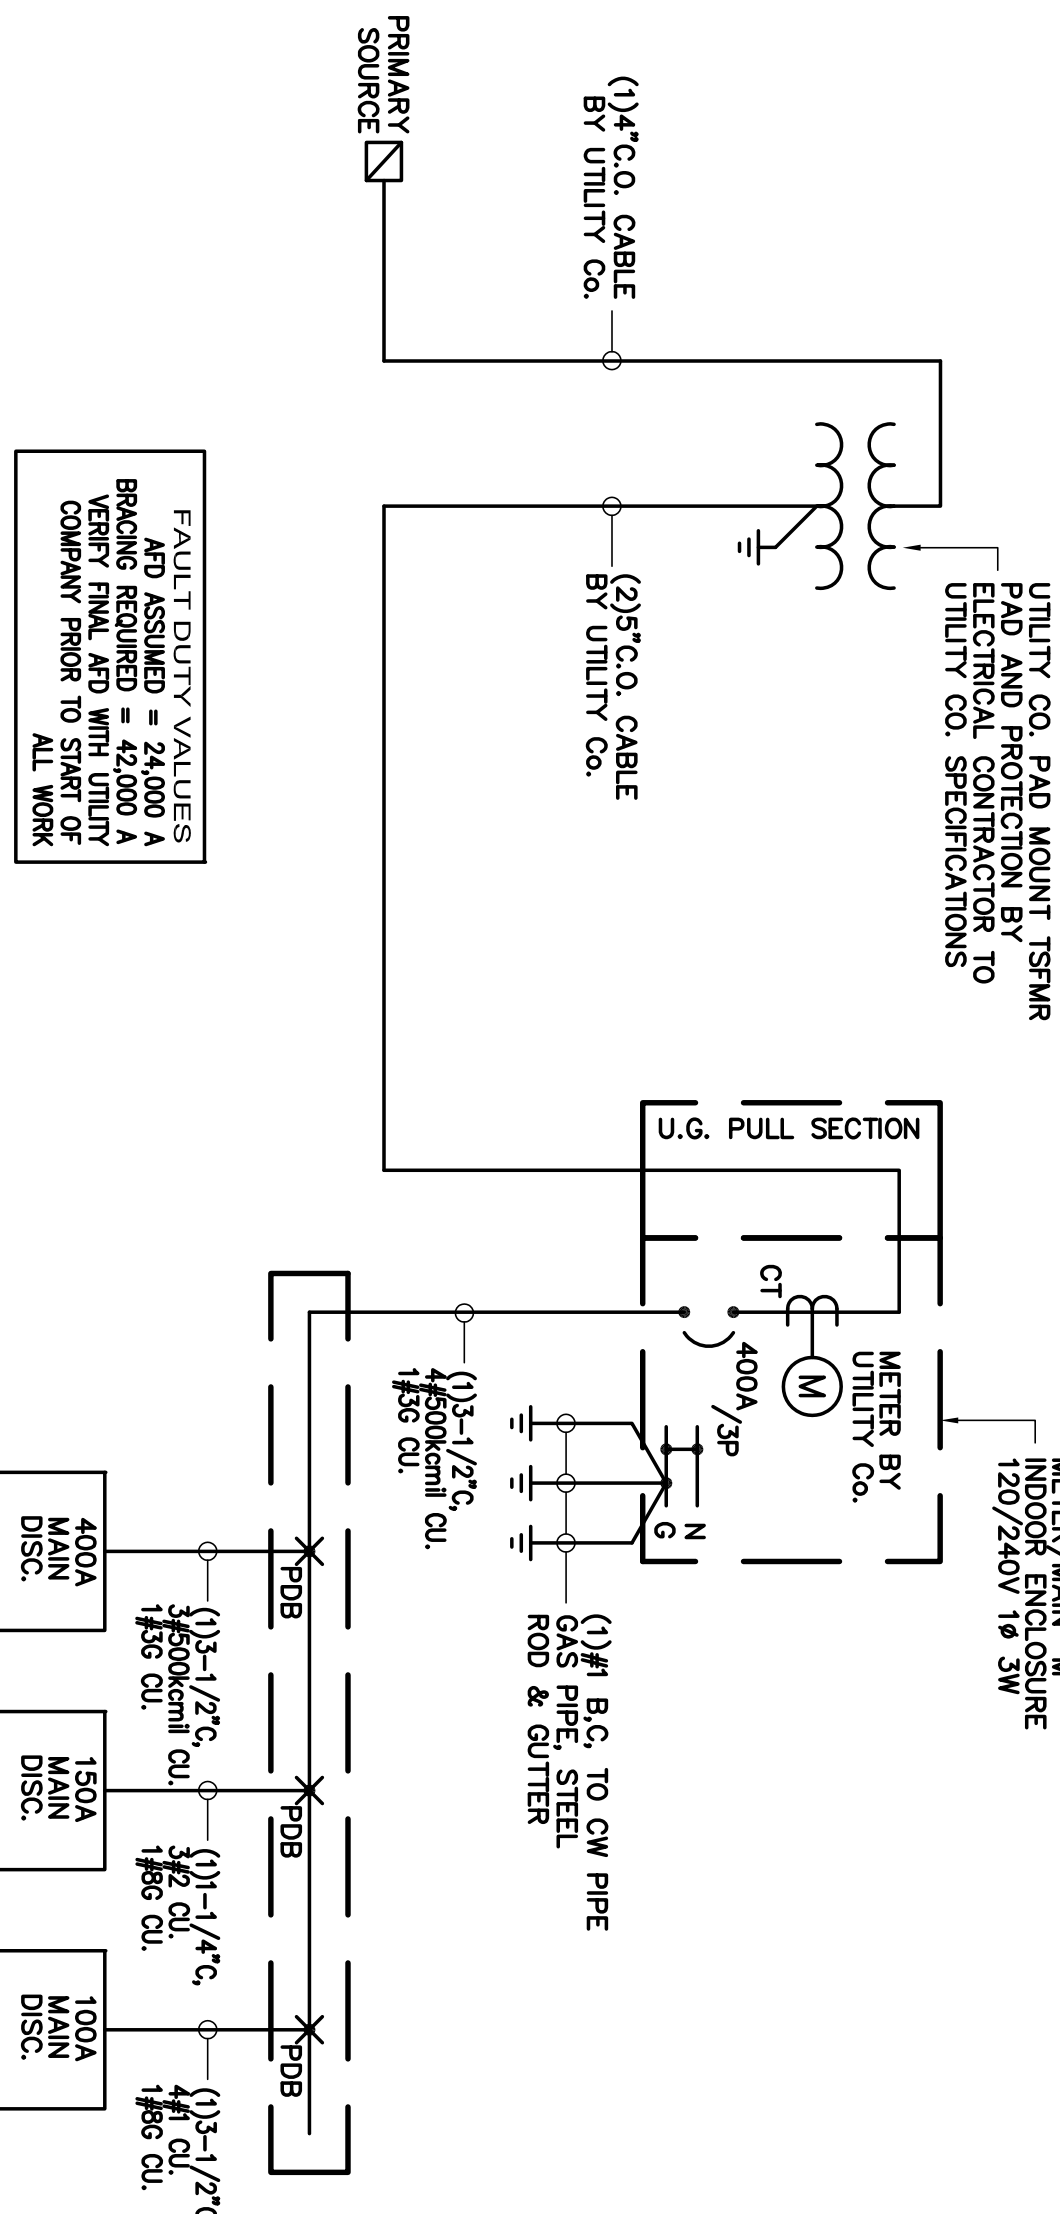 PRIMARY
SOURCE
(1)4"C.O. CABLE
BY UTILITY Co.
UTILITY CO. PAD MOUNT TSFMR
PAD AND PROTECTION BY
ELECTRICAL CONTRACTOR TO
UTILITY CO. SPECIFICATIONS
(2)5"C.O. CABLE
BY UTILITY Co.
FAULT DUTY VALUES
AFD ASSUMED = 24,000 A
BRACING REQUIRED = 42,000 A
VERIFY FINAL AFD WITH UTILITY
COMPANY PRIOR TO START OF
ALL WORK
U.G. PULL SECTION
METER/MAIN M
INDOOR ENCLOSURE
120/240V 1ø 3W
CT
M
METER BY
UTILITY Co.
400A
/3P
N
G
(1)#1 B,C, TO CW PIPE
GAS PIPE, STEEL
ROD & GUTTER
(1)3-1/2"C,
4#500kcmil CU.
1#3G CU.
PDB
PDB
PDB
(1)3-1/2"C,
3#500kcmil CU.
1#3G CU.
(1)1-1/4"C,
3#2 CU.
1#8G CU.
(1)3-1/2"C
4#1 CU.
1#8G CU.
400A
MAIN
DISC.
150A
MAIN
DISC.
100A
MAIN
DISC.